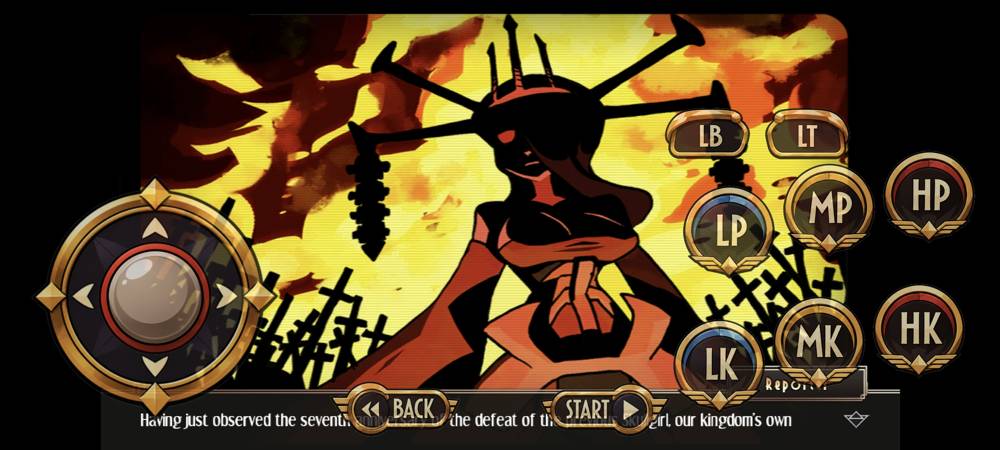 LB LT
LP MP HP
LK MK HK
BACK START
Having just observed the seventh anniversary of the defeat of the previous Skullgirl, our kingdom's own